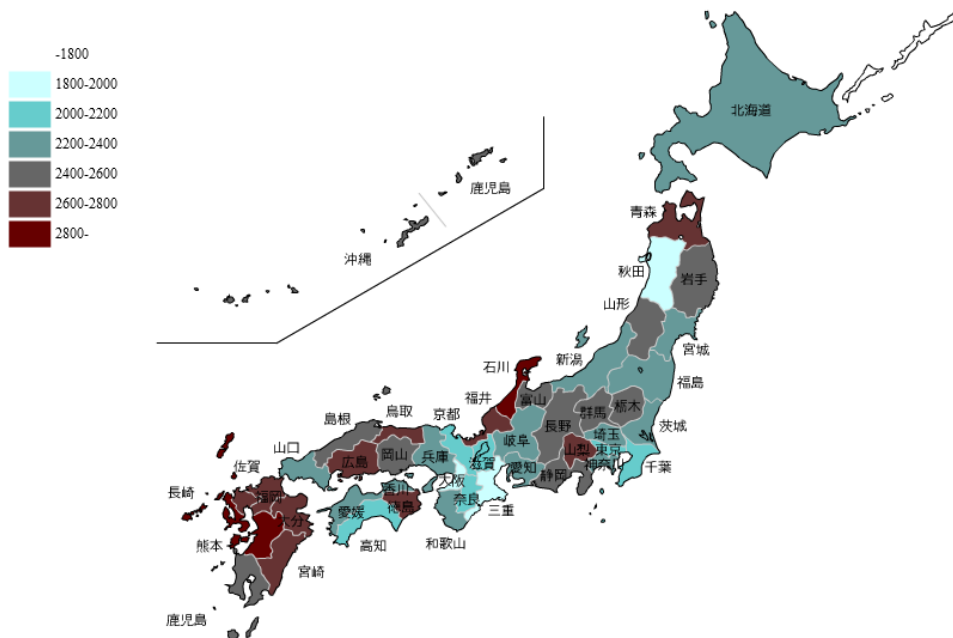 -1800
1800-2000
2000-2200
2200-2400
2400-2600
2600-2800
2800-
北海道
鹿児島
沖縄
青森
秋田
岩手
山形
宮城
新潟
福島
石川
富山
福井
長野
群馬
栃木
茨城
岐阜
埼玉
山梨
東京
神奈川
千葉
静岡
愛知
三重
滋賀
京都
大阪
奈良
和歌山
兵庫
鳥取
岡山
島根
広島
山口
香川
徳島
愛媛
高知
福岡
佐賀
長崎
大分
熊本
宮崎
鹿児島